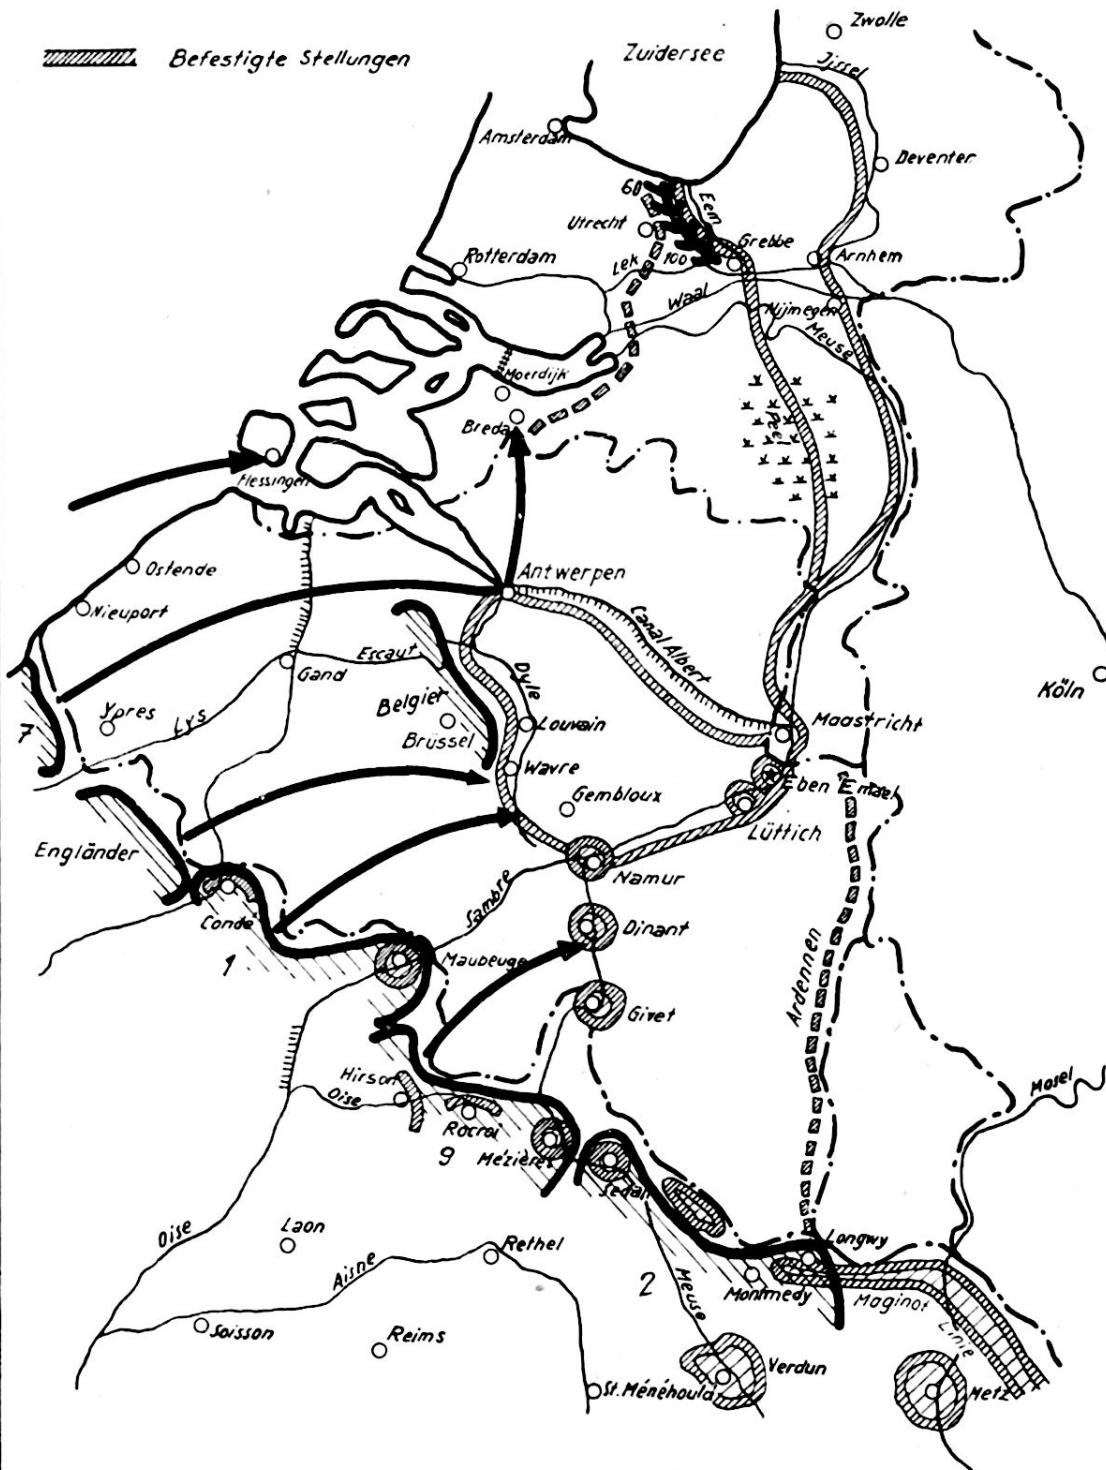 Befestigte Stellungen
Zuidersee
Zwolle
Ijssel
Amsterdam
Deventer
60
Eem
Utrecht
Grebbe
Rotterdam
Lek
100
Arnhem
Waal
Nijmegen
Meuse
Moerdijk
Breda
Peel
Flessingen
Ostende
Antwerpen
Nieuport
Canal Albert
Escaut
Gand
Dyle
Köln
Ypres
Lys
Belgier
Brüssel
Louvain
Maastricht
7
Wavre
Eben Emael
Gembloux
Lüttich
Engländer
Namur
Sambre
Condé
Dinant
1
Maubeuge
Ardennen
Givet
Hirson
Oise
Mosel
Rocroi
9
Mézières
Sedan
Oise
Laon
Rethel
Longwy
Aisne
2
Meuse
Montmedy
Maginot
Linie
Soisson
Reims
Verdun
St. Ménéhould
Metz